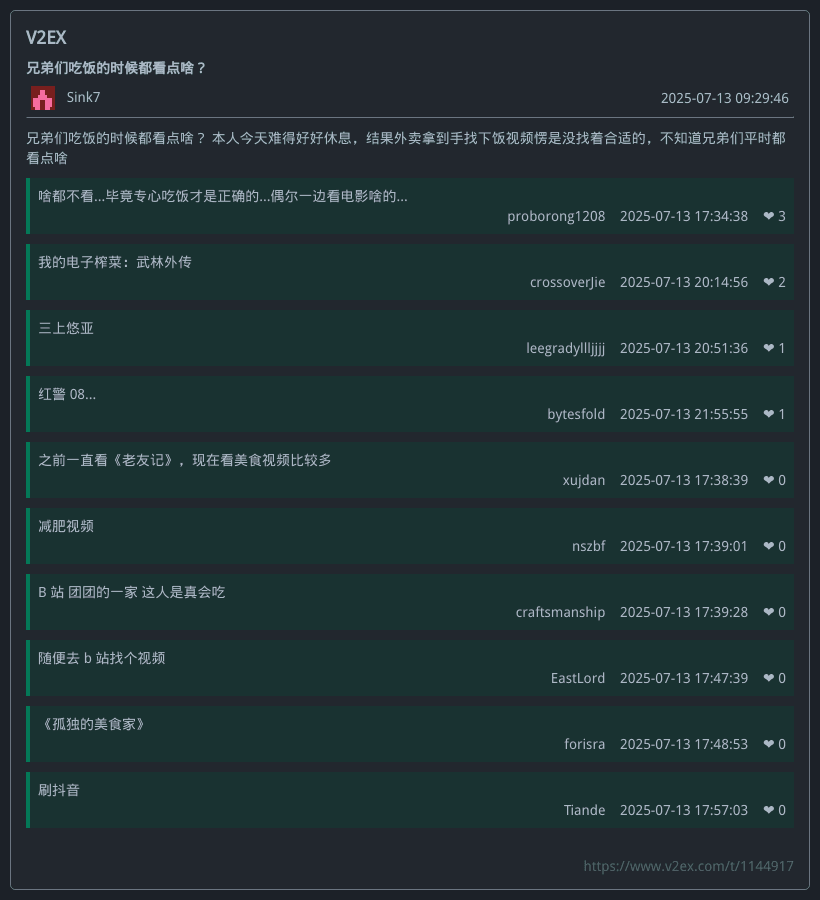 V2EX
兄弟们吃饭的时候都看点啥？
Sink7
2025-07-13 09:29:46
兄弟们吃饭的时候都看点啥？ 本人今天难得好好休息，结果外卖拿到手找下饭视频愣是没找着合适的，不知道兄弟们平时都
看点啥
啥都不看...毕竟专心吃饭才是正确的...偶尔一边看电影啥的...
proborong1208 2025-07-13 17:34:38 ❤ 3
我的电子榨菜：武林外传
crossoverJie 2025-07-13 20:14:56 ❤ 2
三上悠亚
leegradyllljjjj 2025-07-13 20:51:36 ❤ 1
红警 08...
bytesfold 2025-07-13 21:55:55 ❤ 1
之前一直看《老友记》，现在看美食视频比较多
xujdan 2025-07-13 17:38:39 ❤ 0
减肥视频
nszbf 2025-07-13 17:39:01 ❤ 0
B 站 团团的一家 这人是真会吃
craftsmanship 2025-07-13 17:39:28 ❤ 0
随便去 b 站找个视频
EastLord 2025-07-13 17:47:39 ❤ 0
《孤独的美食家》
forisra 2025-07-13 17:48:53 ❤ 0
刷抖音
Tiande 2025-07-13 17:57:03 ❤ 0
https://www.v2ex.com/t/1144917